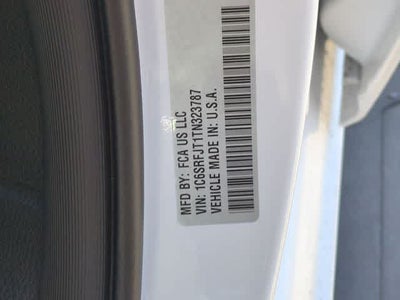 MFD BY: FCA US LLC
VIN: 1C6SRFJT1TN323787
VEHICLE MADE IN: U.S.A.